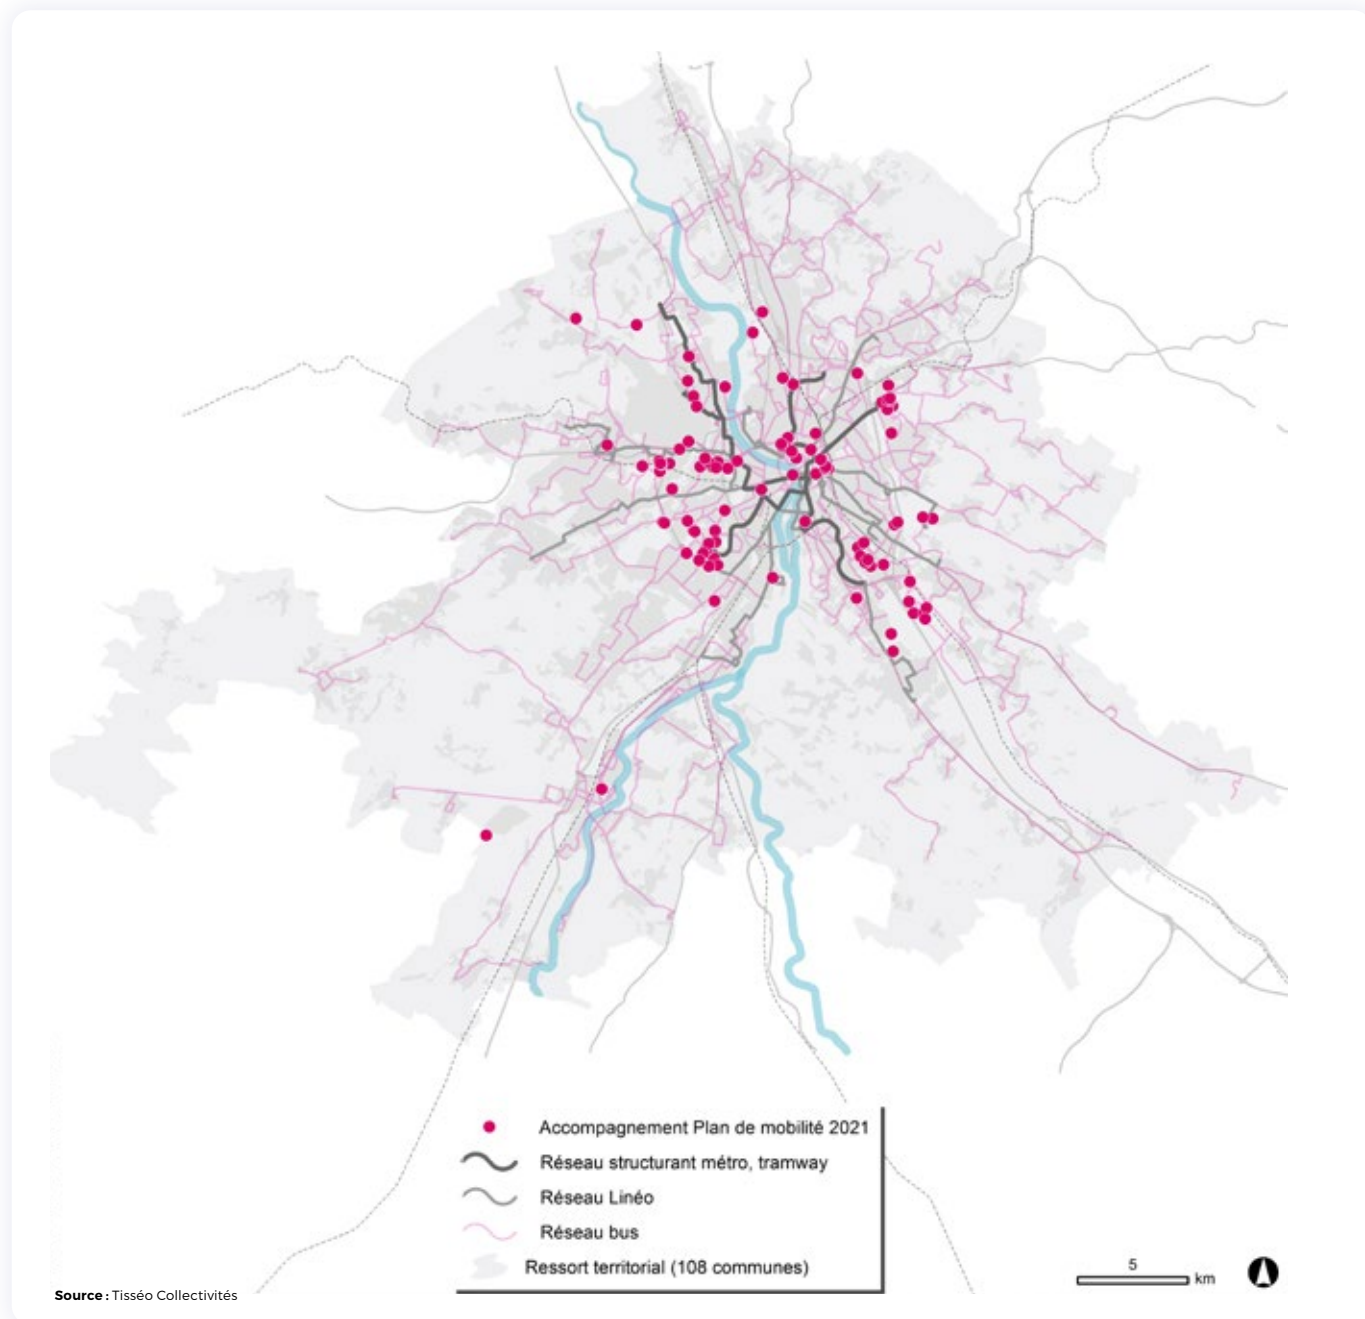 Accompagnement Plan de mobilité 2021
Réseau structurant métro, tramway
Réseau Linéo
Réseau bus
Ressort territorial (108 communes)
5
km
Source : Tisséo Collectivités